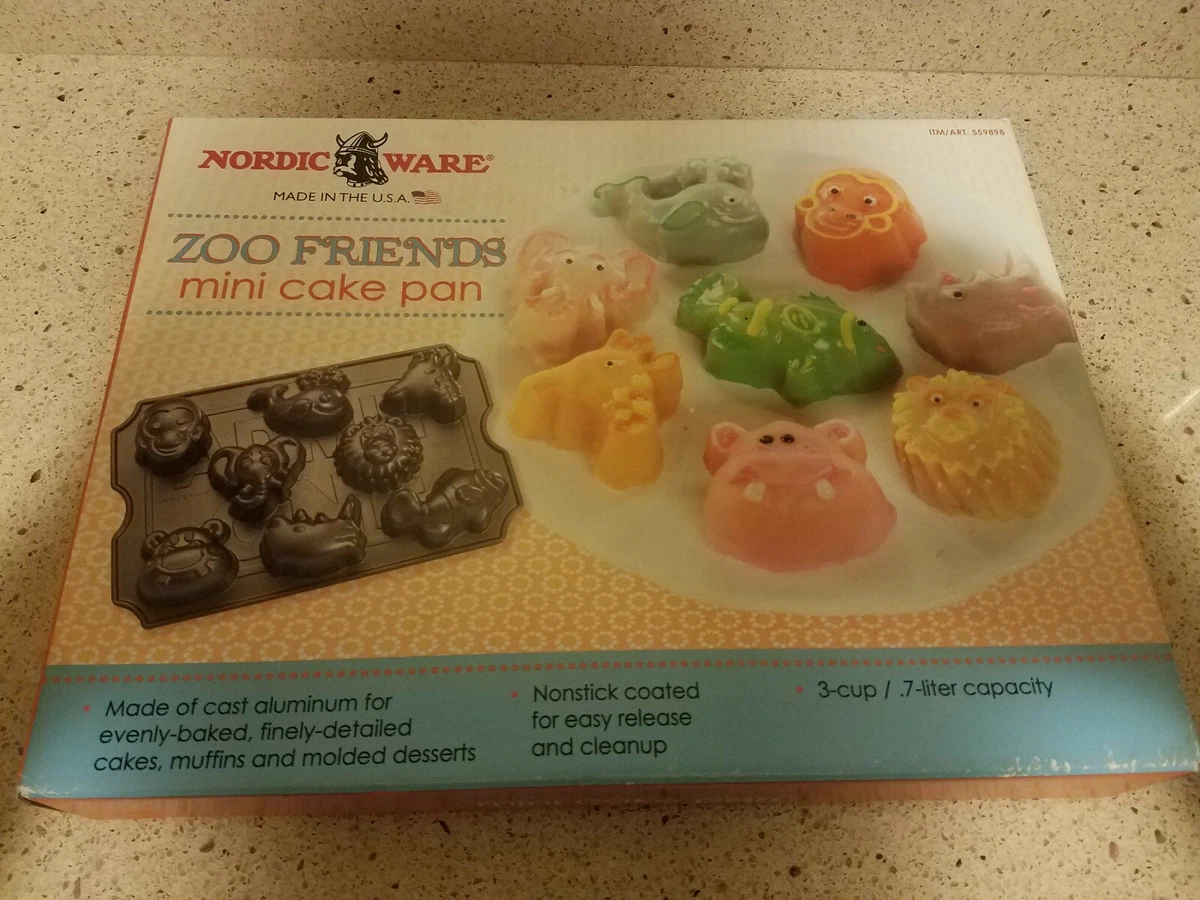 NORDIC WARE®
MADE IN THE U.S.A.
ITM/ART. 559898
ZOO FRIENDS
mini cake pan
• Made of cast aluminum for
evenly-baked, finely-detailed
cakes, muffins and molded desserts
• Nonstick coated
for easy release
and cleanup
• 3-cup / .7-liter capacity